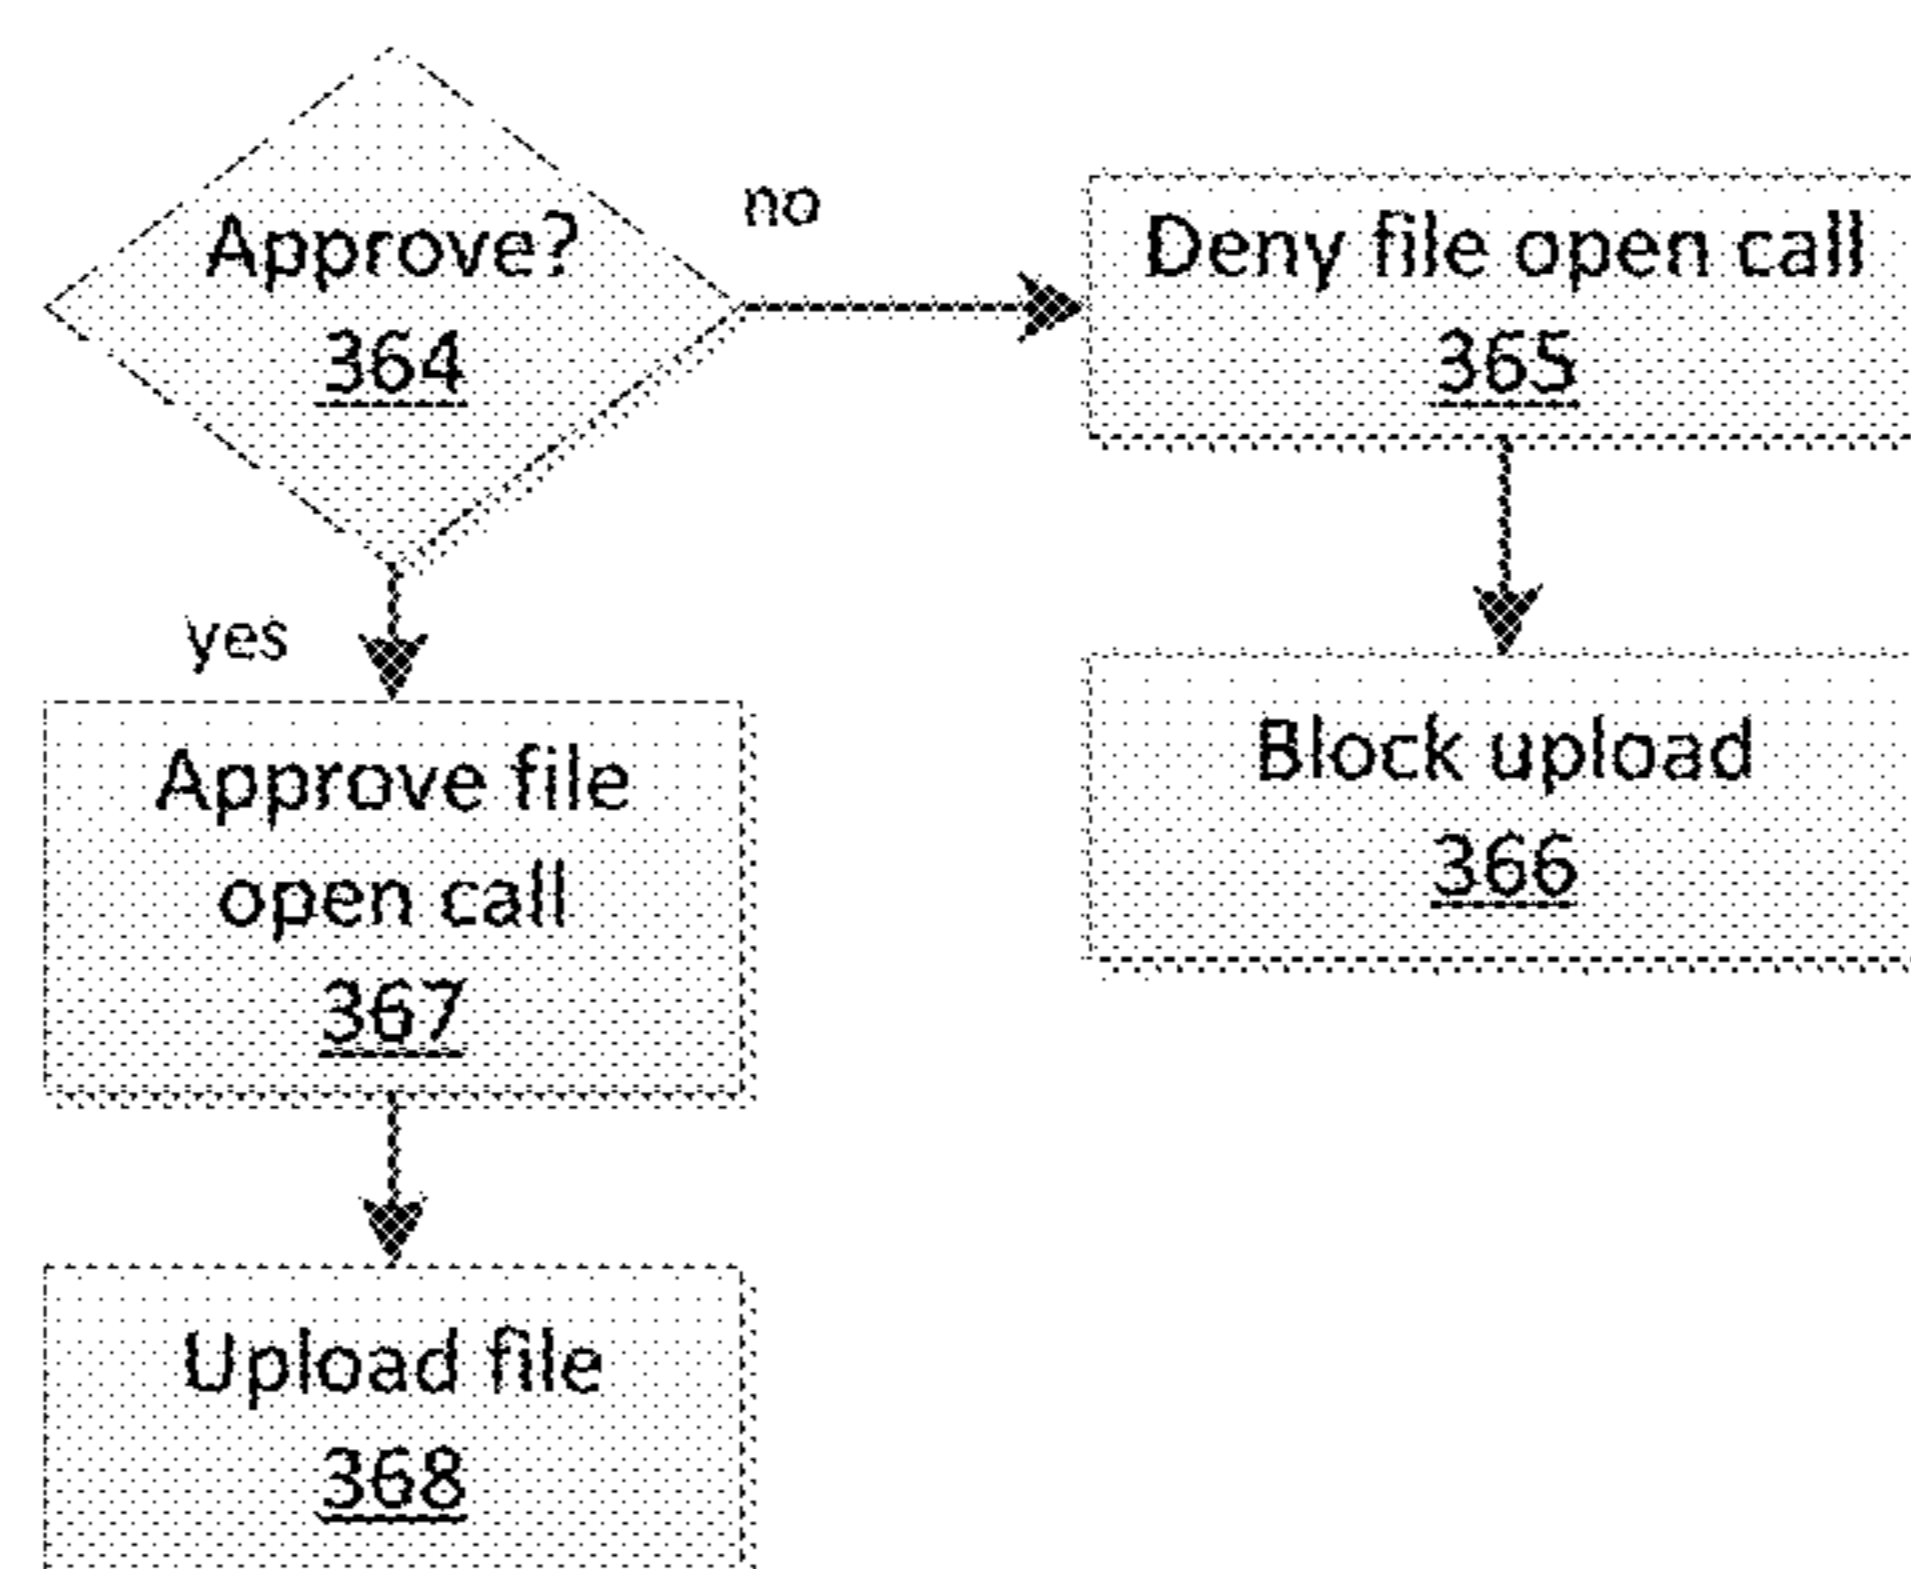 Approve?
364
no
Deny file open call
365
yes
Approve file
open call
367
Block upload
366
Upload file
368